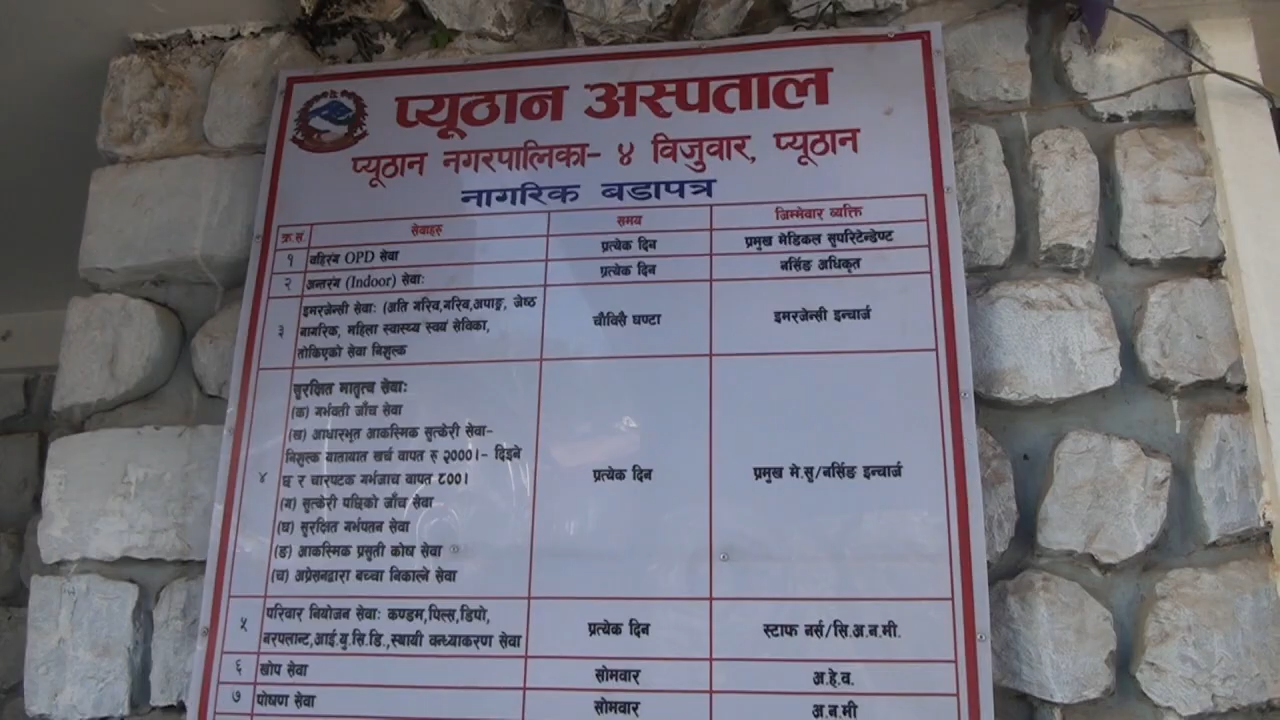 प्यूठान अस्पताल
प्यूठान नगरपालिका- ४ विजुवार, प्यूठान
नागरिक बडापत्र
क्र.सं. सेवाहरु समय जिम्मेवार व्यक्ति
१ वहिरंग OPD सेवा प्रत्येक दिन प्रमुख मेडिकल सुपरिटेन्डेण्ट
२ अन्तरंग (Indoor) सेवा: प्रत्येक दिन नर्सिङ अधिकृत
३ इमरजेन्सी सेवा: (अति गरिव,गरिव,अपाङ्ग, जेष्ठ
नागरिक, महिला स्वास्थ्य स्वयं सेविका,
तोकिएको सेवा निशुल्क चौविसै घण्टा इमरजेन्सी इन्चार्ज
४ सुरक्षित मातृत्व सेवा:
(क) गर्भवती जाँच सेवा
(ख) आधारभूत आकस्मिक सुत्केरी सेवा-
निशुल्क यातायात खर्च वापत रु २०००।- दिइने
छ र चारपटक गर्भजाच वापत ८००। प्रत्येक दिन प्रमुख मे.सु/नर्सिङ इन्चार्ज
(ग) सुत्केरी पछिको जाँच सेवा
(घ) सुरक्षित गर्भपतन सेवा
(ङ) आकस्मिक प्रसुती कोष सेवा
(च) अप्रेसनद्वारा बच्चा निकाल्ने सेवा
५ परिवार नियोजन सेवा: कण्डम,पिल्स,डिपो,
नरप्लान्ट,आई.यु.सि.डि.,स्थायी वन्ध्याकरण सेवा प्रत्येक दिन स्टाफ नर्स/सि.अ.न.मी.
६ खोप सेवा सोमवार अ.हे.व.
७ पोषण सेवा सोमवार अ.न.मी